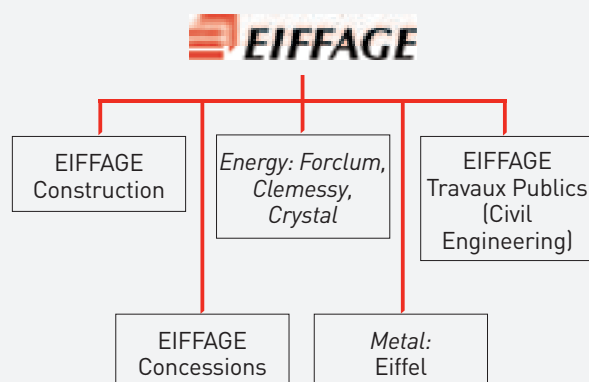 EIFFAGE
EIFFAGE
Construction
Energy: Forclum,
Clemessy,
Crystal
EIFFAGE
Travaux Publics
(Civil
Engineering)
EIFFAGE
Concessions
Metal:
Eiffel